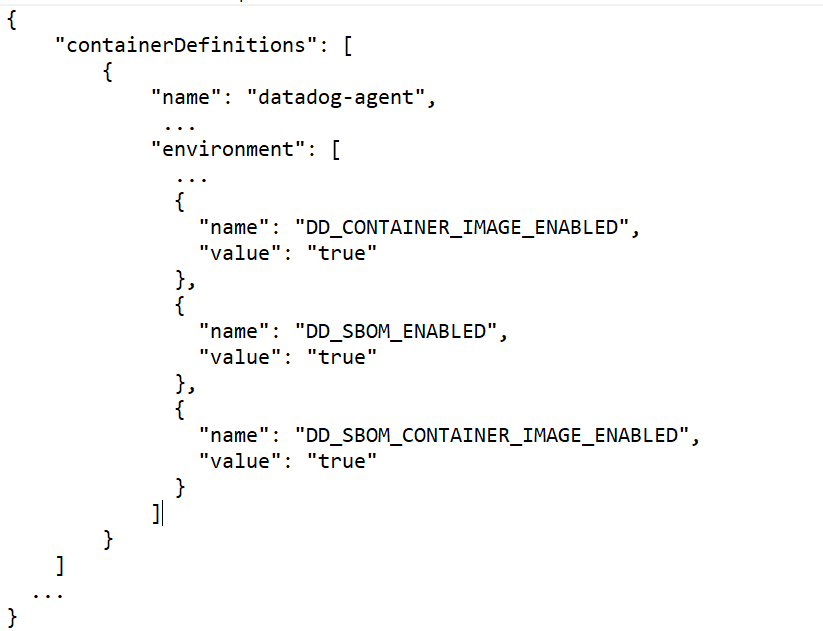 {
    "containerDefinitions": [
        {
            "name": "datadog-agent",
             ...
            "environment": [
              ...
              {
                "name": "DD_CONTAINER_IMAGE_ENABLED",
                "value": "true"
              },
              {
                "name": "DD_SBOM_ENABLED",
                "value": "true"
              },
              {
                "name": "DD_SBOM_CONTAINER_IMAGE_ENABLED",
                "value": "true"
              }
            ]
        }
    ]
  ...
}